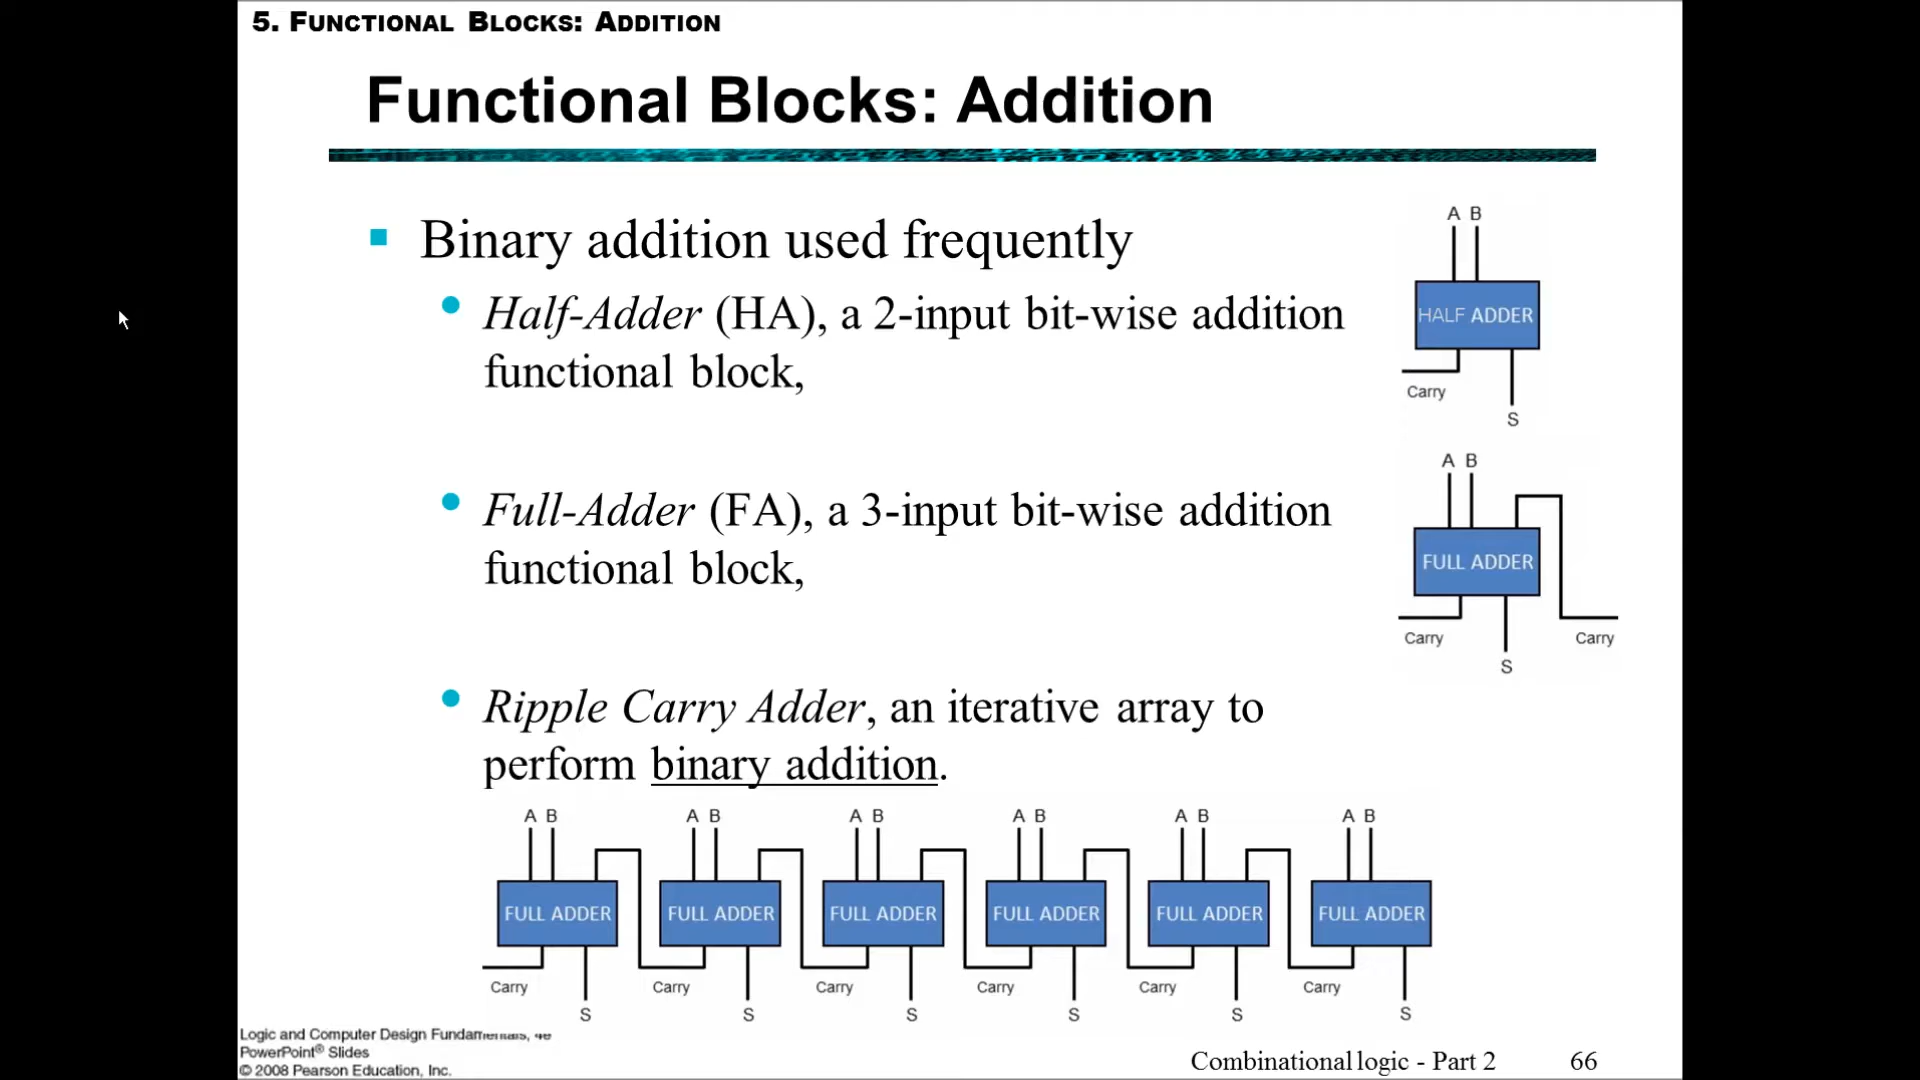 5. FUNCTIONAL BLOCKS: ADDITION
Functional Blocks: Addition
Binary addition used frequently
Half-Adder (HA), a 2-input bit-wise addition
functional block,
A B
HALF ADDER
Carry
S
Full-Adder (FA), a 3-input bit-wise addition
functional block,
A B
FULL ADDER
Carry
Carry
S
Ripple Carry Adder, an iterative array to
perform binary addition.
A B A B A B A B A B A B
FULL ADDER FULL ADDER FULL ADDER FULL ADDER FULL ADDER FULL ADDER
Carry Carry Carry Carry Carry Carry
S S S S S S
Logic and Computer Design Fundamentals, 4e
PowerPoint® Slides
© 2008 Pearson Education, Inc.
Combinational logic - Part 2 66